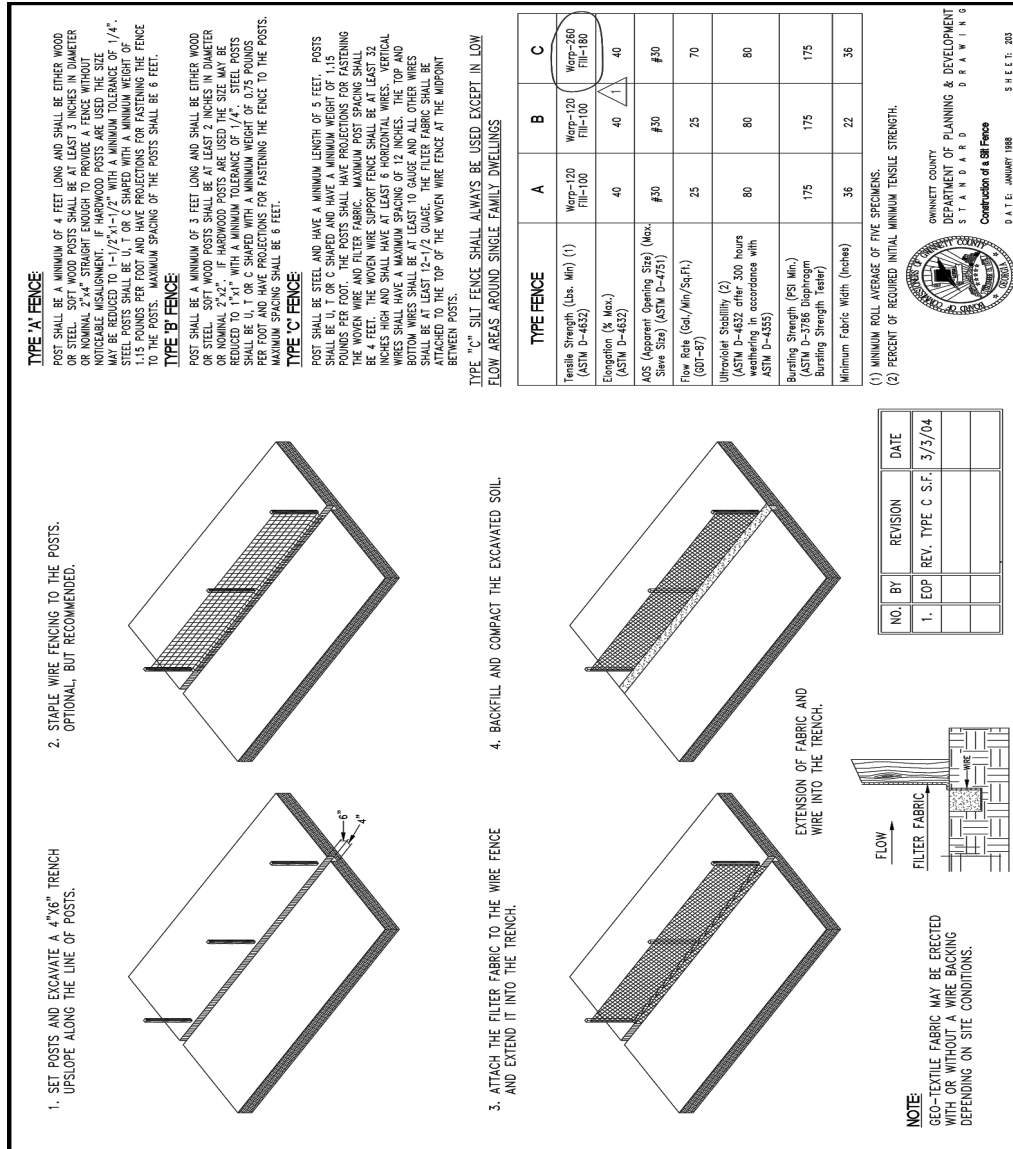 1. SET POSTS AND EXCAVATE A 4"X6" TRENCH
UPSLOPE ALONG THE LINE OF POSTS.
6"
4"
2. STAPLE WIRE FENCING TO THE POSTS.
OPTIONAL, BUT RECOMMENDED.
3. ATTACH THE FILTER FABRIC TO THE WIRE FENCE
AND EXTEND IT INTO THE TRENCH.
4. BACKFILL AND COMPACT THE EXCAVATED SOIL.
EXTENSION OF FABRIC AND
WIRE INTO THE TRENCH.
FLOW
FILTER FABRIC
WIRE
NOTE:
GEO-TEXTILE FABRIC MAY BE ERECTED
WITH OR WITHOUT A WIRE BACKING
DEPENDING ON SITE CONDITIONS.
TYPE 'A' FENCE:
POST SHALL BE A MINIMUM OF 4 FEET LONG AND SHALL BE EITHER WOOD
OR STEEL. SOFT WOOD POSTS SHALL BE AT LEAST 3 INCHES IN DIAMETER
OR NOMINAL 2"x4" STRAIGHT ENOUGH TO PROVIDE A FENCE WITHOUT
NOTICEABLE MISALIGNMENT. IF HARDWOOD POSTS ARE USED THE SIZE
MAY BE REDUCED TO 1-1/2"x1-1/2" WITH A MINIMUM TOLERANCE OF 1/4".
STEEL POSTS SHALL BE U, T OR C SHAPED WITH A MINIMUM WEIGHT OF
1.15 POUNDS PER FOOT AND HAVE PROJECTIONS FOR FASTENING THE FENCE
TO THE POSTS. MAXIMUM SPACING OF THE POSTS SHALL BE 6 FEET.
TYPE 'B' FENCE:
POST SHALL BE A MINIMUM OF 3 FEET LONG AND SHALL BE EITHER WOOD
OR STEEL. SOFT WOOD POSTS SHALL BE AT LEAST 2 INCHES IN DIAMETER
OR NOMINAL 2"x2". IF HARDWOOD POSTS ARE USED THE SIZE MAY BE
REDUCED TO 1"x1" WITH A MINIMUM TOLERANCE OF 1/4". STEEL POSTS
SHALL BE U, T OR C SHAPED WITH A MINIMUM WEIGHT OF 0.75 POUNDS
PER FOOT AND HAVE PROJECTIONS FOR FASTENING THE FENCE TO THE POSTS.
MAXIMUM SPACING SHALL BE 6 FEET.
TYPE 'C' FENCE:
POST SHALL BE STEEL AND HAVE A MINIMUM LENGTH OF 5 FEET. POSTS
SHALL BE U, T OR C SHAPED AND HAVE A MINIMUM WEIGHT OF 1.15
POUNDS PER FOOT. THE POSTS SHALL HAVE PROJECTIONS FOR FASTENING
THE WOVEN WIRE AND FILTER FABRIC. MAXIMUM POST SPACING SHALL
BE 4 FEET. THE WOVEN WIRE SUPPORT FENCE SHALL BE AT LEAST 32
INCHES HIGH AND SHALL HAVE AT LEAST 6 HORIZONTAL WIRES. VERTICAL
WIRES SHALL HAVE A MAXIMUM SPACING OF 12 INCHES. THE TOP AND
BOTTOM WIRES SHALL BE AT LEAST 10 GAUGE AND ALL OTHER WIRES
SHALL BE AT LEAST 12-1/2 GUAGE. THE FILTER FABRIC SHALL BE
ATTACHED TO THE TOP OF THE WOVEN WIRE FENCE AT THE MIDPOINT
BETWEEN POSTS.
TYPE "C" SILT FENCE SHALL ALWAYS BE USED EXCEPT IN LOW
FLOW AREAS AROUND SINGLE FAMILY DWELLINGS
TYPE FENCE A B C
Tensile Strength (Lbs. Min) (1) Warp-120 Warp-120 Warp-260
(ASTM D-4632) Fill-100 Fill-100 Fill-180
1
Elongation (% Max.) 40 40 40
(ASTM D-4632)
AOS (Apparent Opening Size) (Max. #30 #30 #30
Sieve Size) (ASTM D-4751)
Flow Rate (Gal./Min/Sq.Ft.) 25 25 70
(GDT-87)
Ultraviolet Stability (2) 80 80 80
(ASTM D-4632 after 300 hours
weathering in accordance with
ASTM D-4355)
Bursting Strength (PSI Min.) 175 175 175
(ASTM D-3786 Diaphragm
Bursting Strength Tester)
Minimum Fabric Width (Inches) 36 22 36
(1) MINIMUM ROLL AVERAGE OF FIVE SPECIMENS.
(2) PERCENT OF REQUIRED INITIAL MINIMUM TENSILE STRENGTH.
NO. BY REVISION DATE
1. EOP REV. TYPE C S.F. 3/3/04
BOARD OF COMMISSIONERS OF GWINNETT COUNTY
GEORGIA
GWINNETT COUNTY
DEPARTMENT OF PLANNING & DEVELOPMENT
STANDARD DRAWING
Construction of a Silt Fence
DATE: JANUARY 1988 SHEET: 203